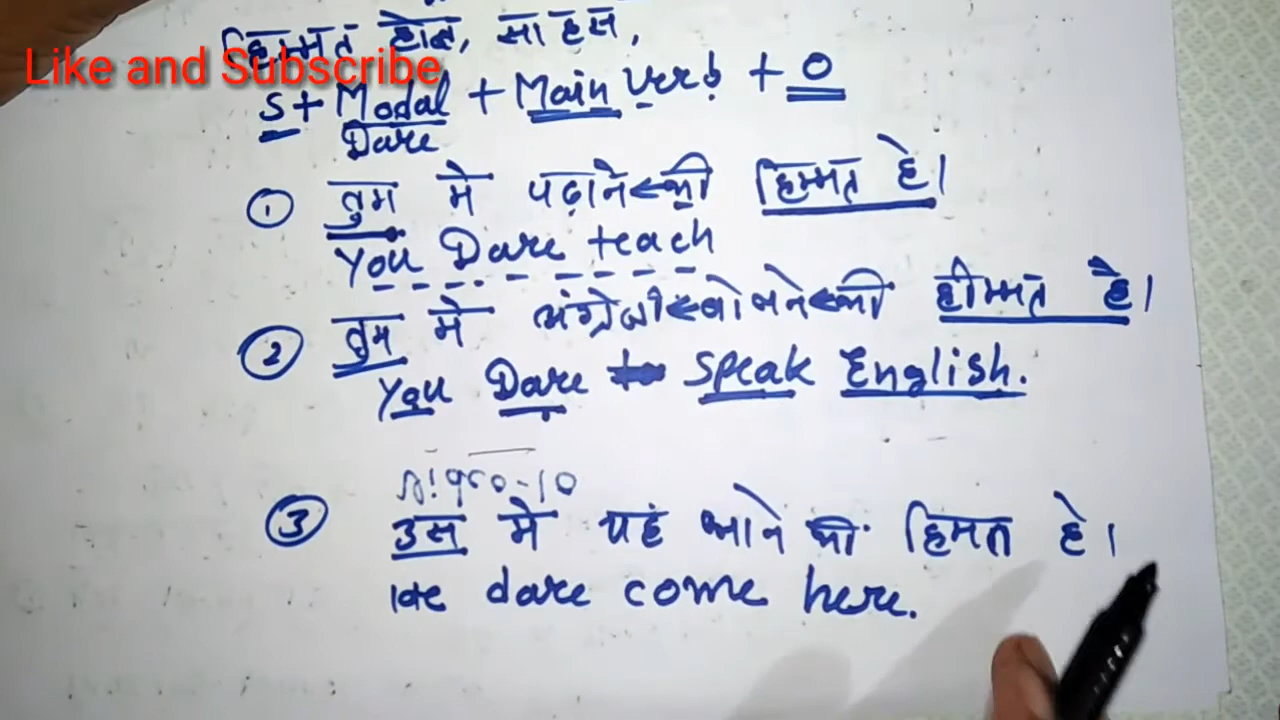 हिम्मत होना, साहस,
Like and Subscribe
S + Modal + Main Verb + O
Dare
① तुम मे पढ़ाने की हिम्मत है।
You Dare teach
② तुम मे अंग्रेजी बोलने की हीम्मत है।
You Dare Speak English.
③ उस मे यहं आने की हिमत है।
He dare come here.